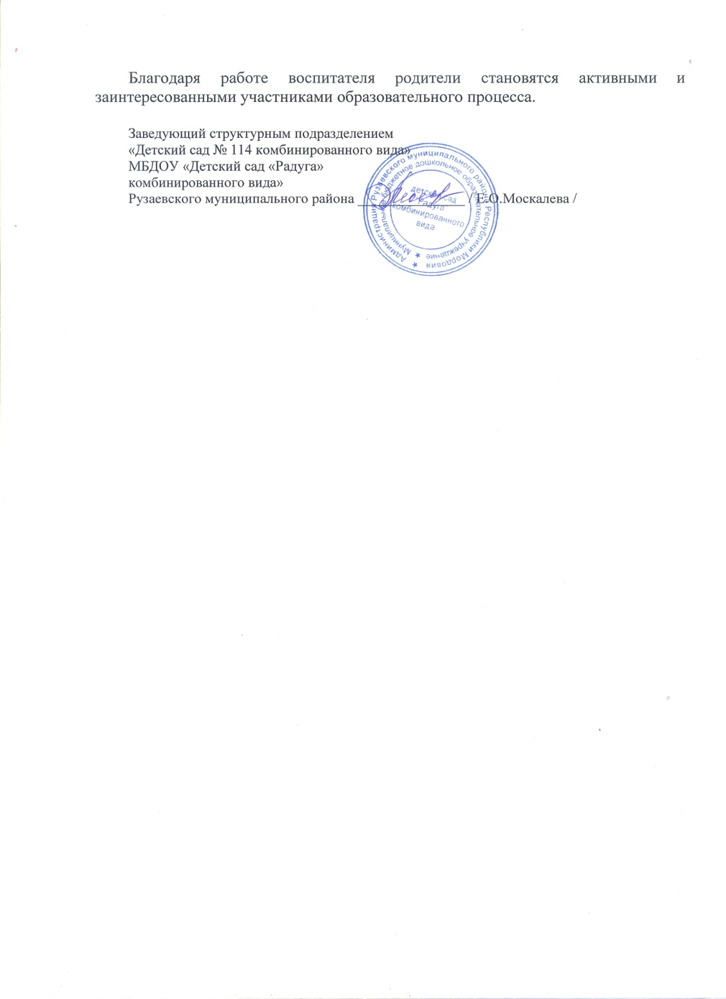 Благодаря работе воспитателя родители становятся активными и
заинтересованными участниками образовательного процесса.
Заведующий структурным подразделением
«Детский сад № 114 комбинированного вида»
МБДОУ «Детский сад «Радуга»
комбинированного вида»
Рузаевского муниципального района _______________ / Е.О.Москалева /
Администрация Рузаевского муниципального района Республики Мордовия
Муниципальное бюджетное дошкольное образовательное учреждение
детский сад
Радуга
комбинированного
вида